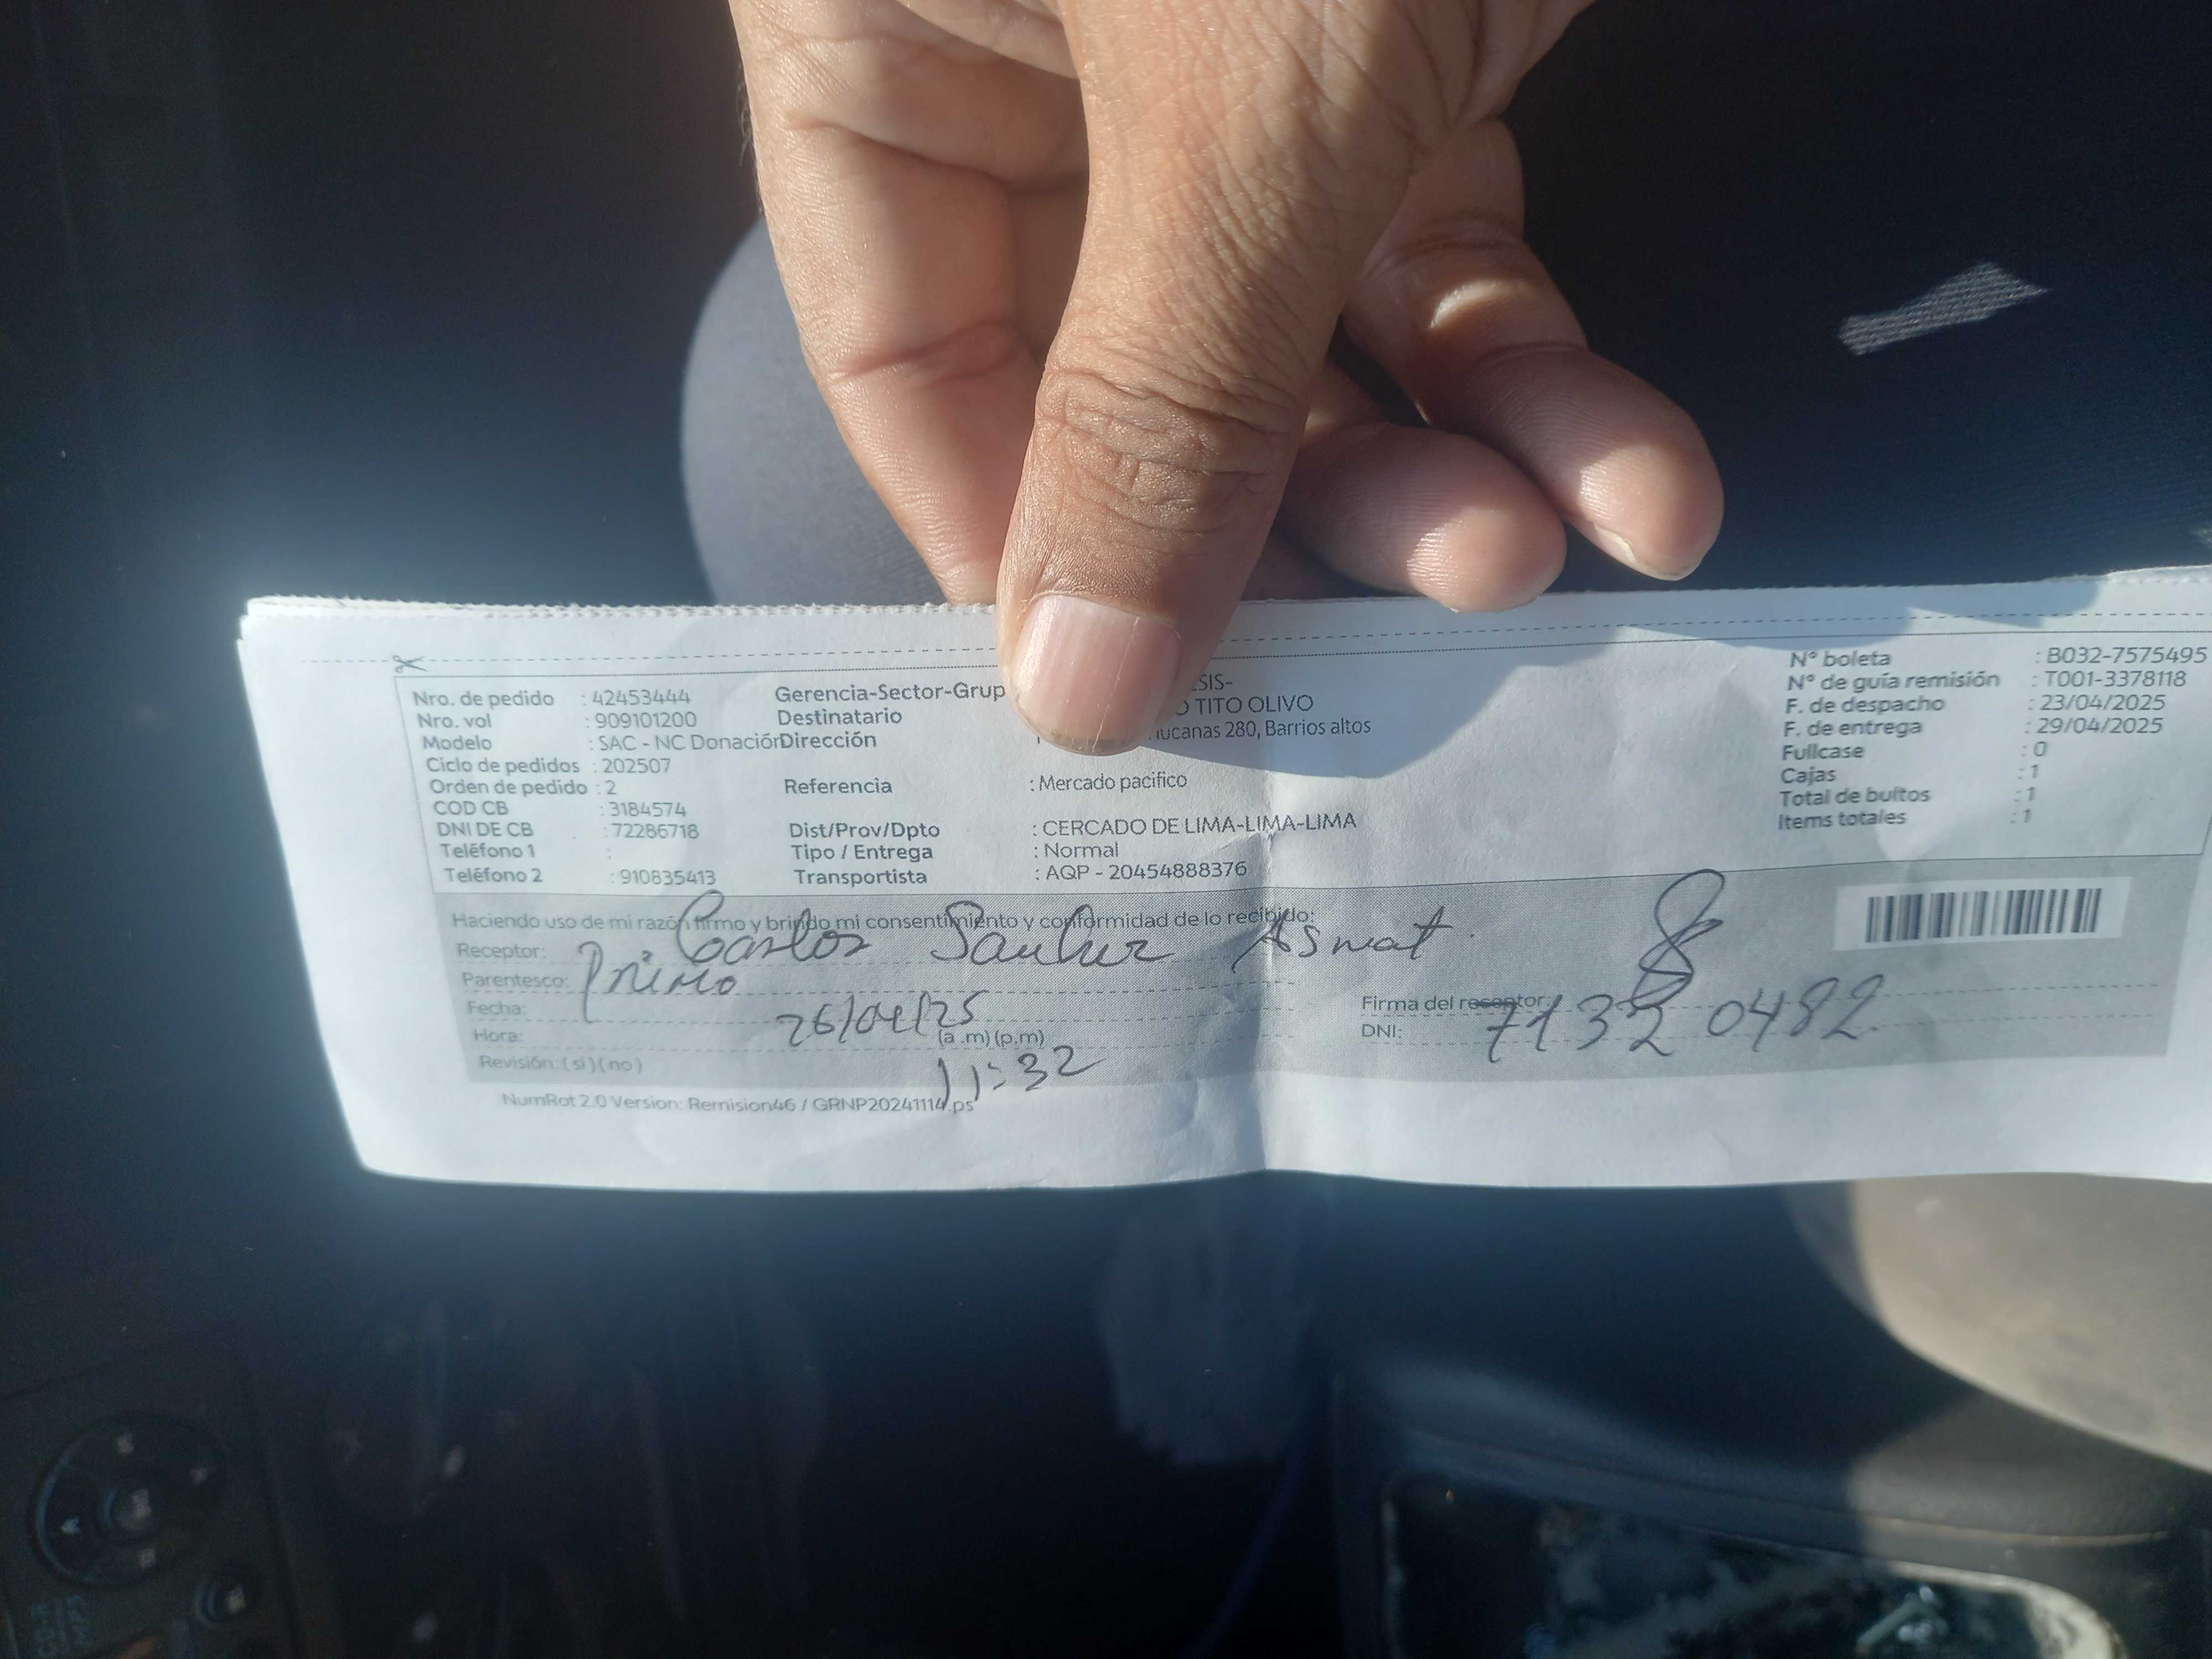 Nro. de pedido : 42453444
Nro. vol : 909101200
Modelo : SAC - NC Donación
Ciclo de pedidos : 202507
Orden de pedido : 2
COD CB : 3184574
DNI DE CB : 72286718
Teléfono 1 :
Teléfono 2 : 910835413
Gerencia-Sector-Grup SIS-
Destinatario TITO OLIVO
Dirección ucanas 280, Barrios altos
Referencia : Mercado pacifico
Dist/Prov/Dpto : CERCADO DE LIMA-LIMA-LIMA
Tipo / Entrega : Normal
Transportista : AQP - 20454888376
N° boleta : B032-7575495
N° de guía remisión : T001-3378118
F. de despacho : 23/04/2025
F. de entrega : 29/04/2025
Fullcase : 0
Cajas : 1
Total de bultos : 1
Items totales : 1
Haciendo uso de mi razón firmo y brindo mi consentimiento y conformidad de lo recibido:
Receptor: Carlos Asmat
Parentesco: Primo
Fecha: 26/04/25
Hora: (a .m) (p.m) 11:32
Revisión: ( si ) ( no )
Firma del receptor:
DNI: 71320482
NumRot 2.0 Version: Remision46 / GRNP20241114.ps